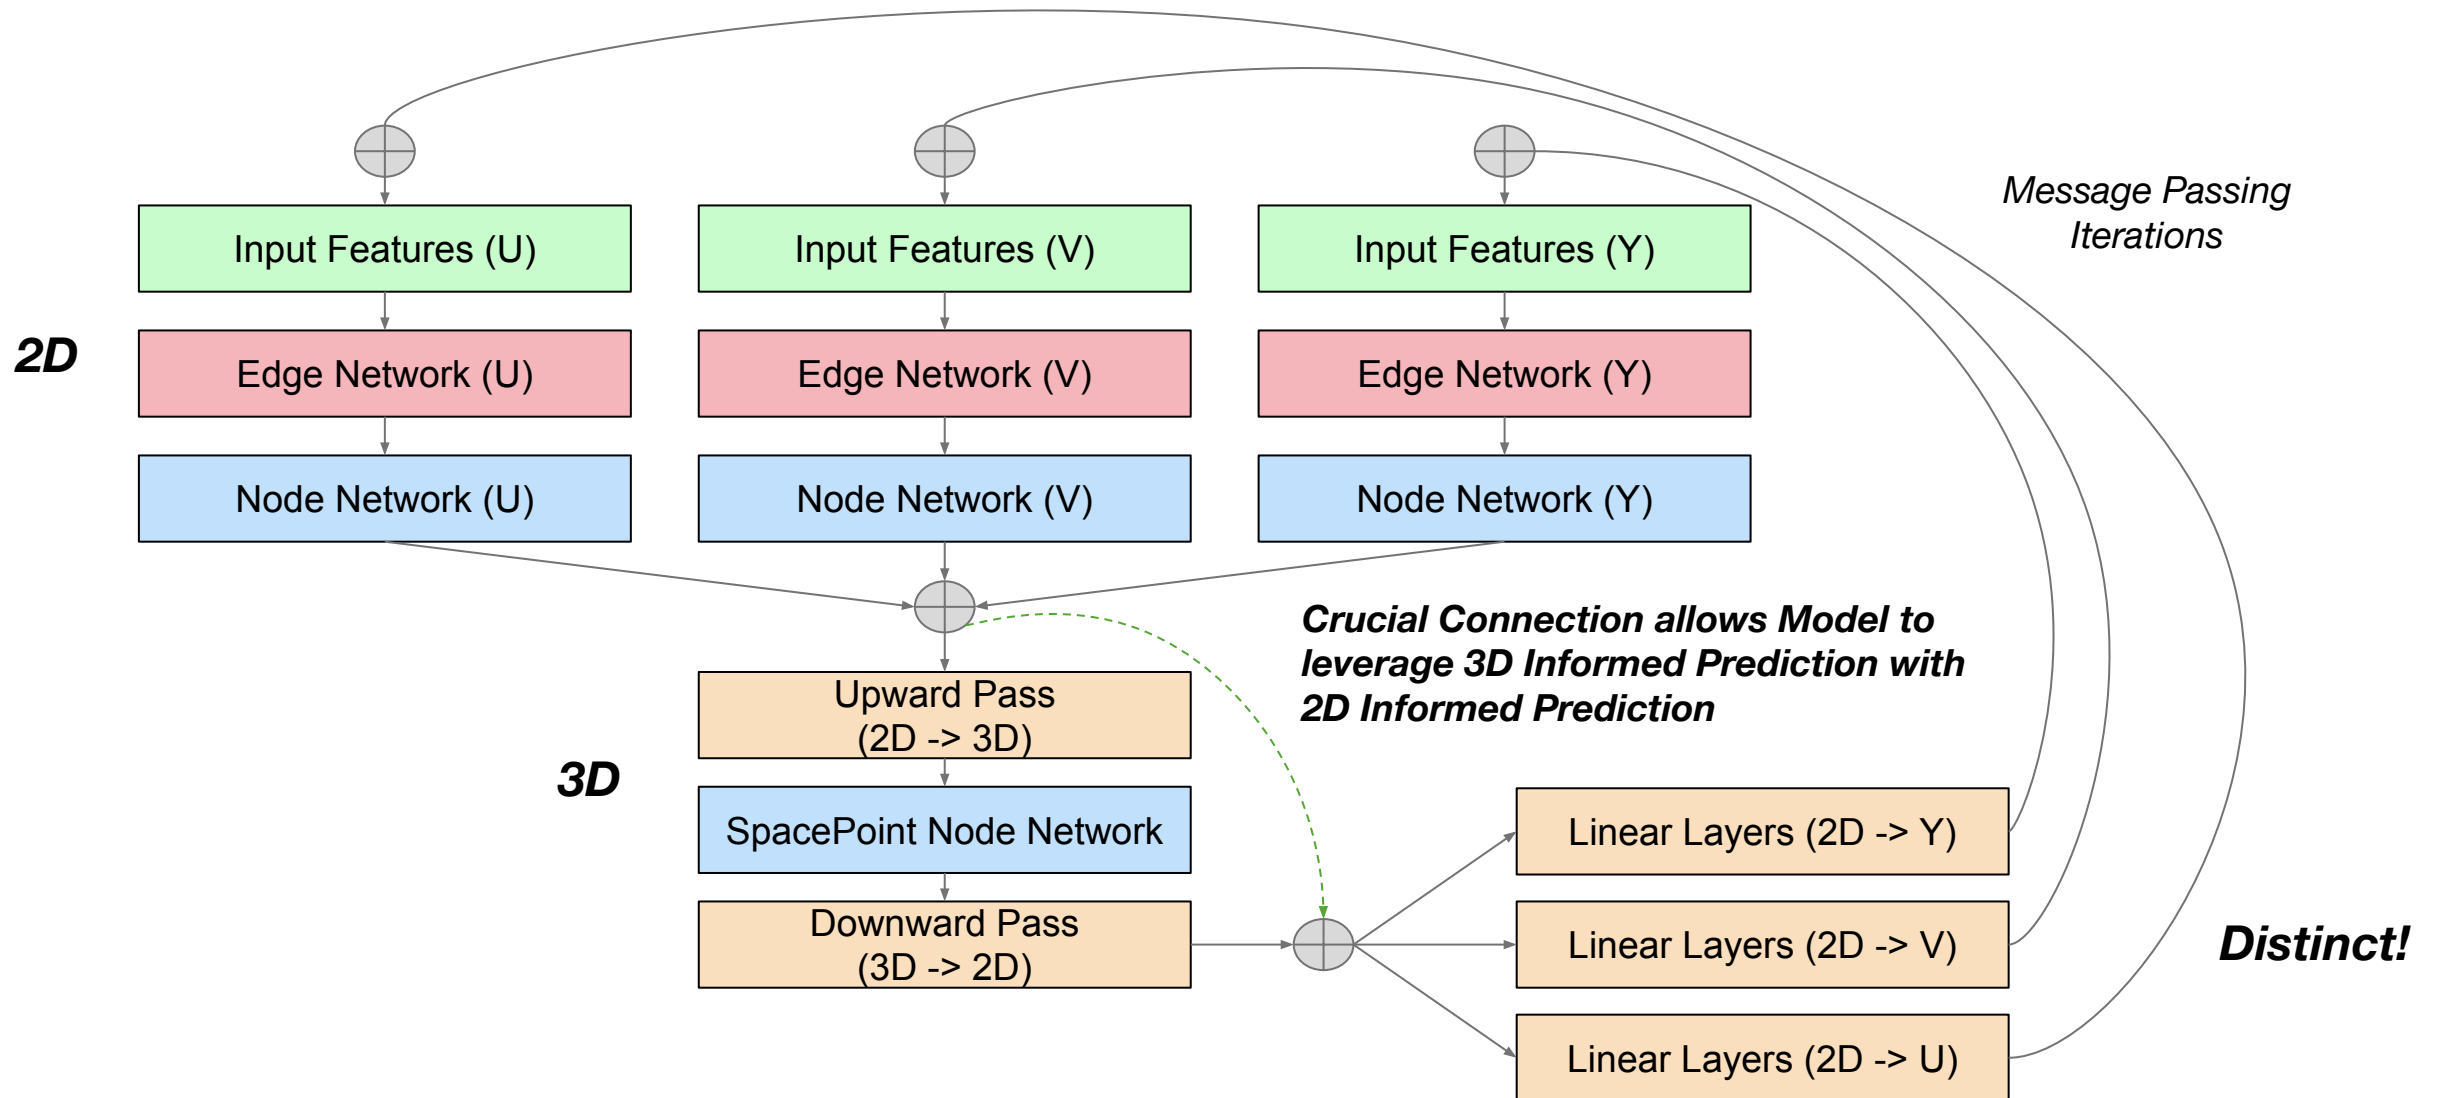 Message Passing
Iterations
Input Features (U)
Input Features (V)
Input Features (Y)
2D
Edge Network (U)
Edge Network (V)
Edge Network (Y)
Node Network (U)
Node Network (V)
Node Network (Y)
Crucial Connection allows Model to
leverage 3D Informed Prediction with
2D Informed Prediction
Upward Pass
(2D -> 3D)
3D
SpacePoint Node Network
Downward Pass
(3D -> 2D)
Linear Layers (2D -> Y)
Linear Layers (2D -> V)
Linear Layers (2D -> U)
Distinct!